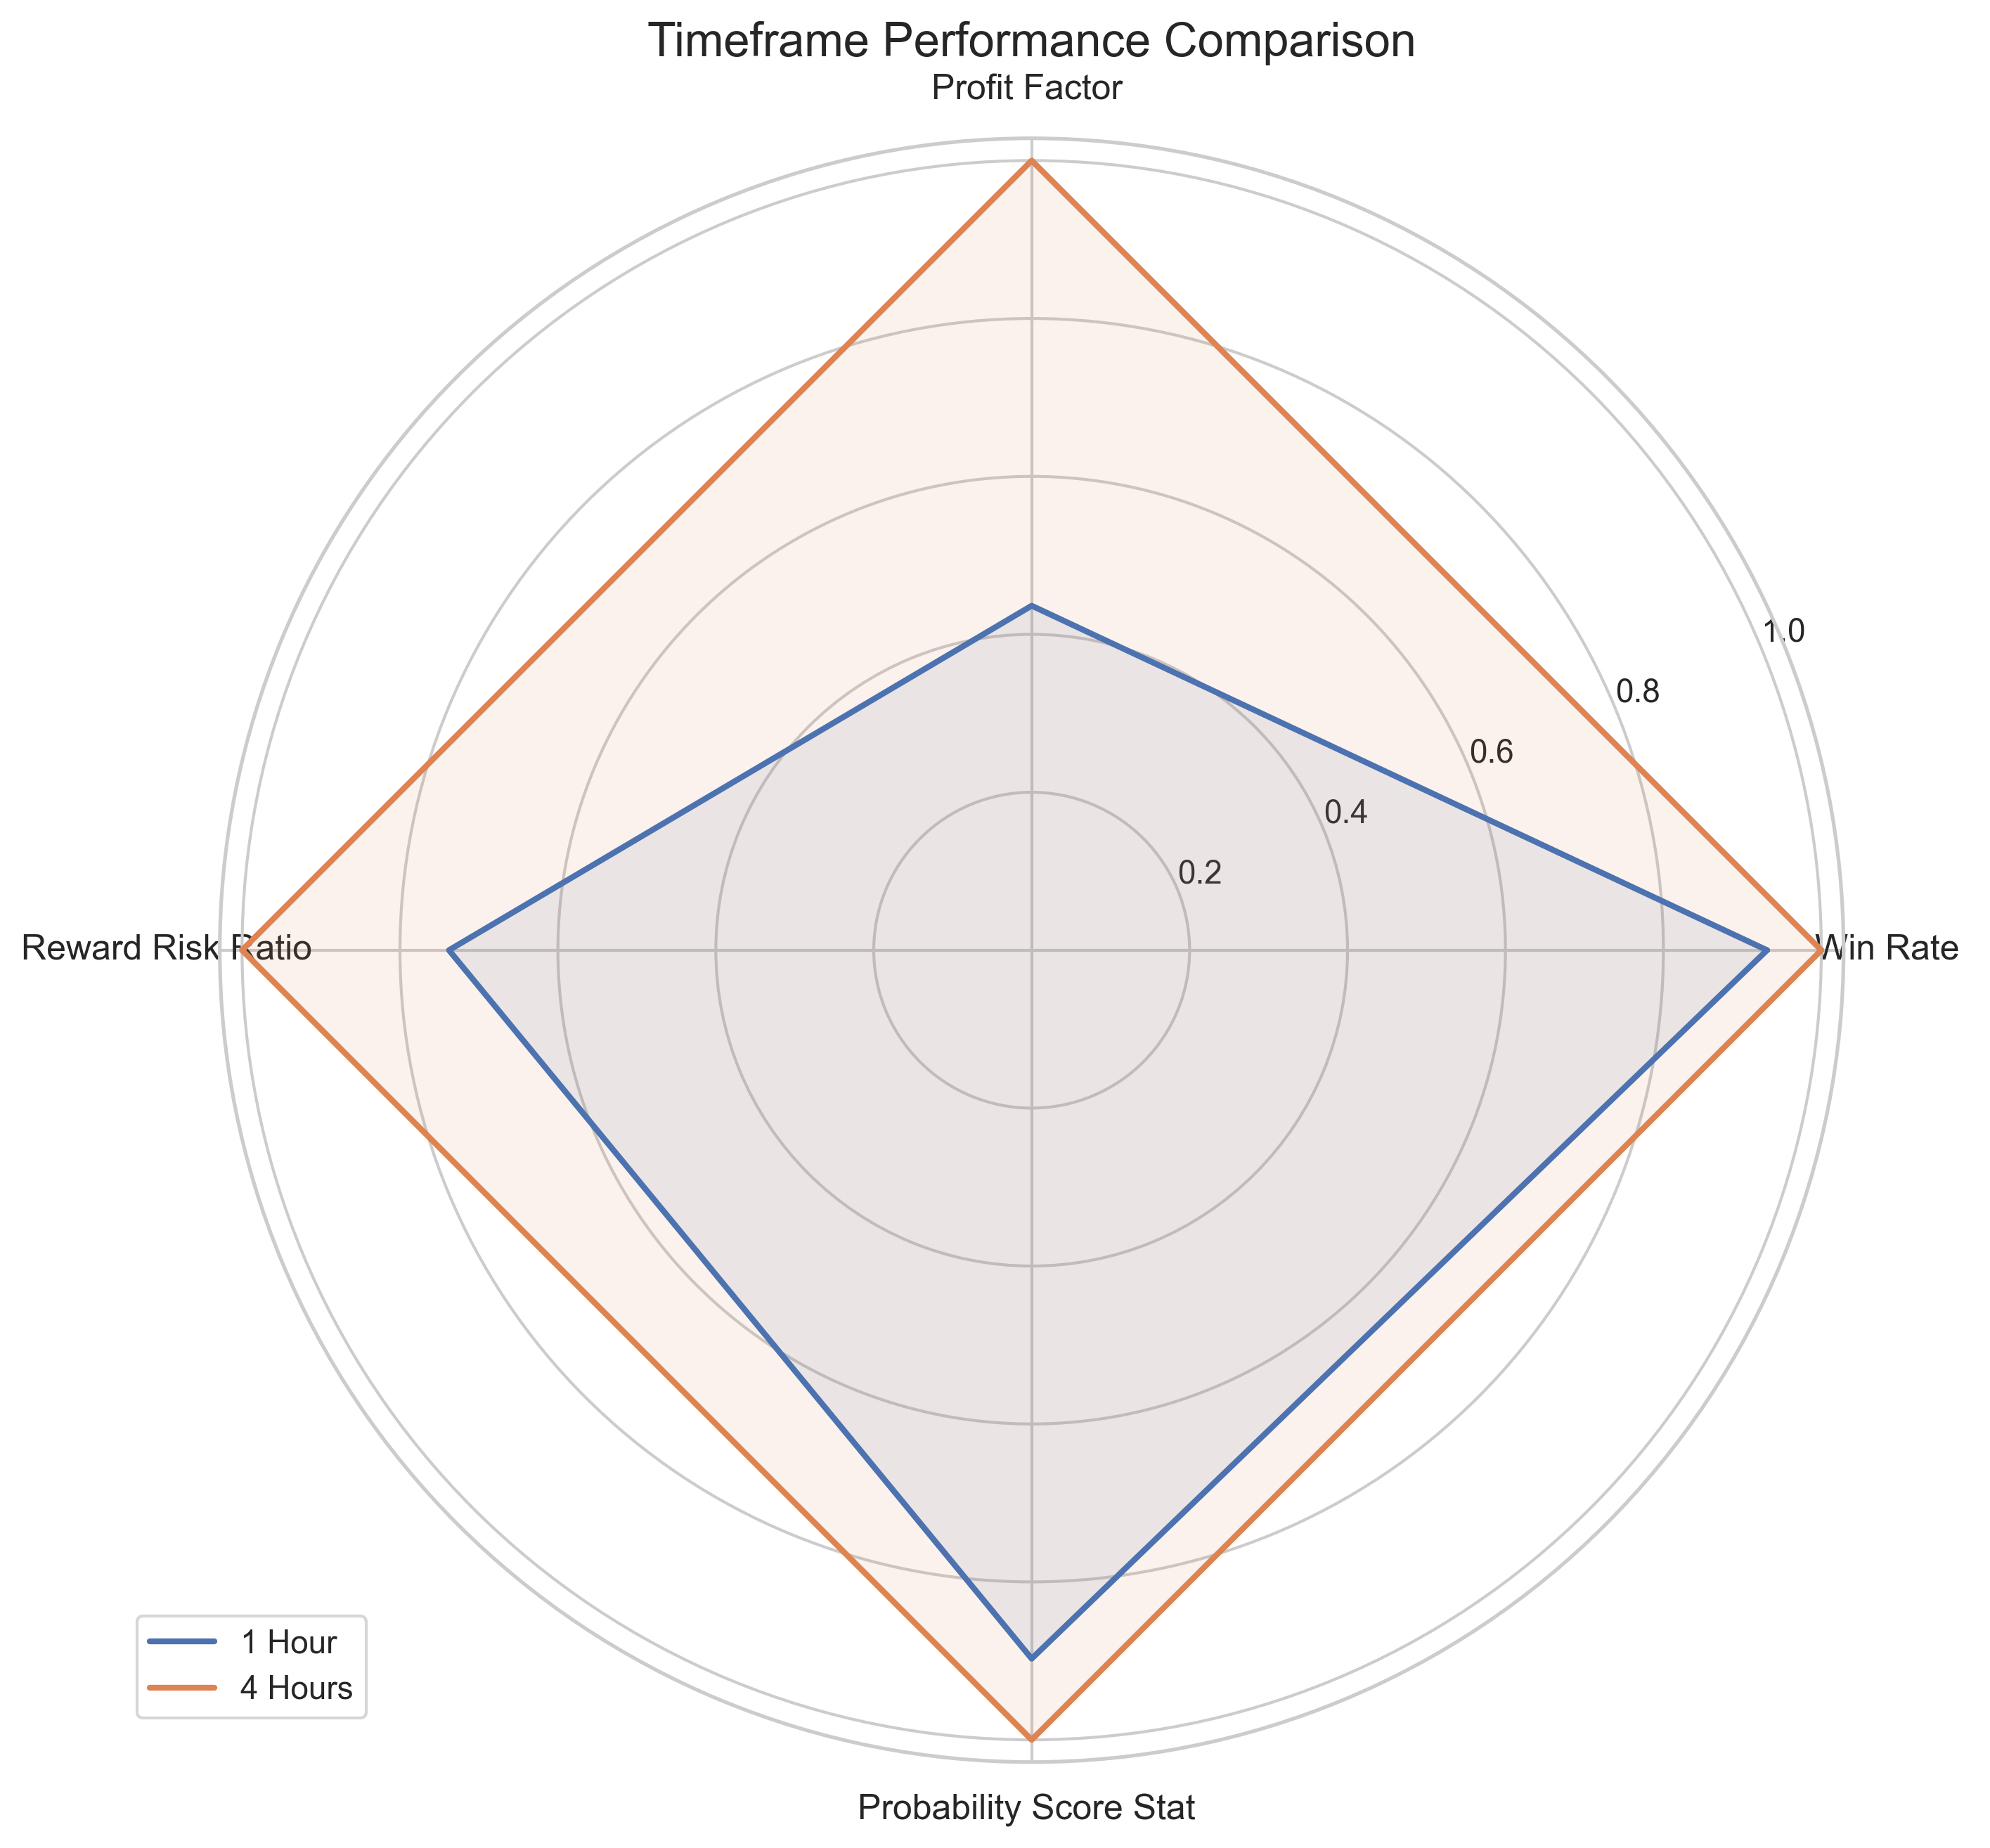 Timeframe Performance Comparison
Profit Factor
1.0
0.8
0.6
0.4
0.2
Reward Risk Ratio
Win Rate
1 Hour
4 Hours
Probability Score Stat